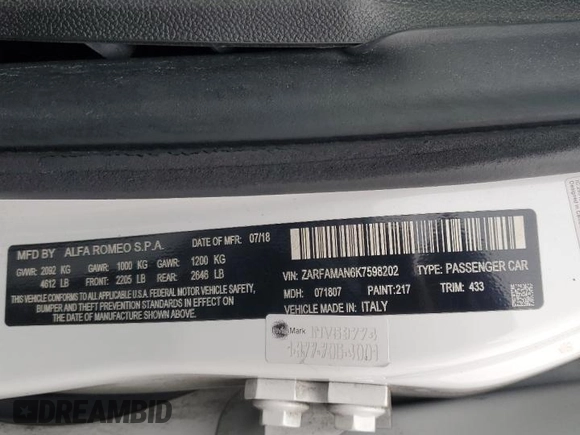 MFD BY ALFA ROMEO S.P.A. DATE OF MFR: 07/18
GVWR: 2092 KG GAWR: 1000 KG GAWR: 1200 KG
4612 LB FRONT: 2205 LB REAR: 2646 LB
THIS VEHICLE CONFORMS TO ALL APPLICABLE
U.S. FEDERAL MOTOR VEHICLE SAFETY,
BUMPER, AND THEFT PREVENTION STANDARDS
IN EFFECT ON THE DATE OF MANUFACTURE
SHOWN ABOVE.
VIN: ZARFAMAN6K7598202 TYPE: PASSENGER CAR
MDH: 071807 PAINT: 217 TRIM: 433
VEHICLE MADE IN: ITALY
Mark
DREAMBID